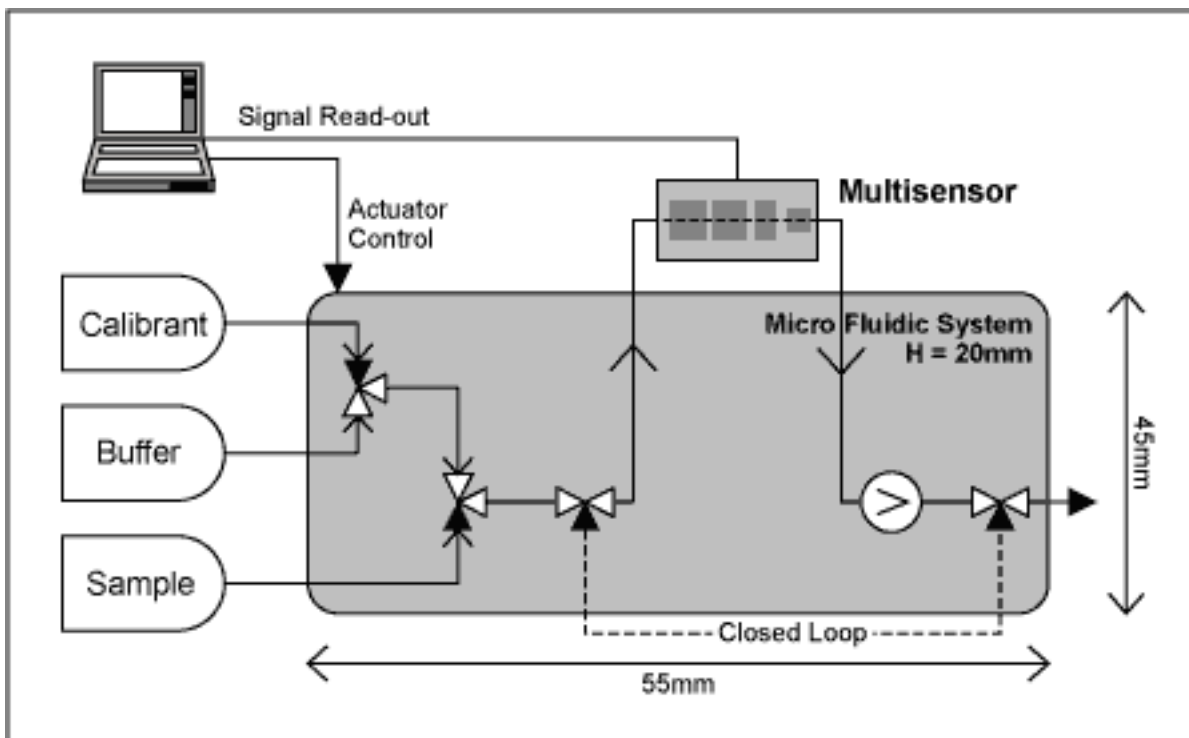 Signal Read-out
Multisensor
Actuator
Control
Calibrant
Micro Fluidic System
H = 20mm
Buffer
45mm
Sample
Closed Loop
55mm